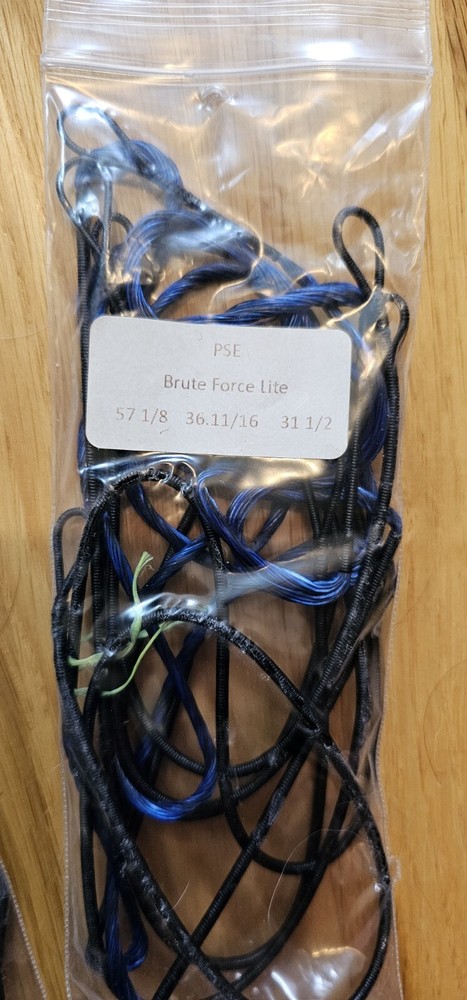 PSE
Brute Force Lite
57 1/8 36.11/16 31 1/2